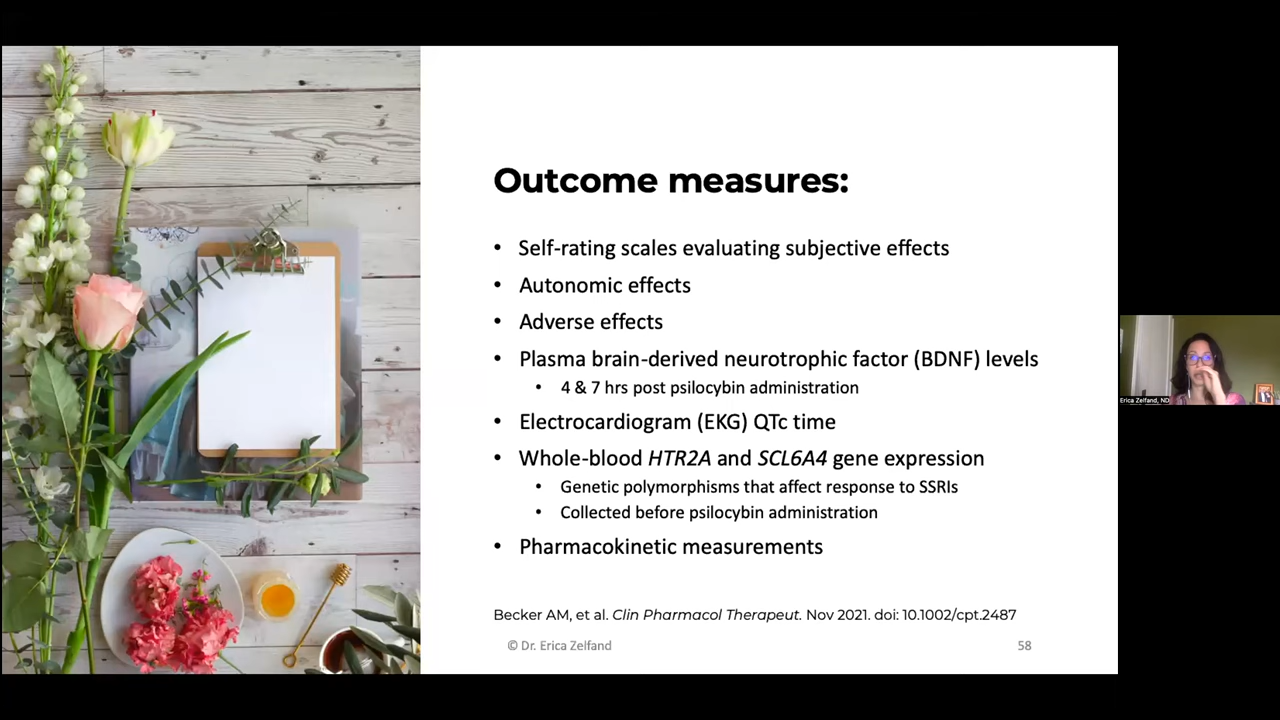 Outcome measures:
• Self-rating scales evaluating subjective effects
• Autonomic effects
• Adverse effects
• Plasma brain-derived neurotrophic factor (BDNF) levels
• 4 & 7 hrs post psilocybin administration
• Electrocardiogram (EKG) QTc time
• Whole-blood HTR2A and SCL6A4 gene expression
• Genetic polymorphisms that affect response to SSRIs
• Collected before psilocybin administration
• Pharmacokinetic measurements
Becker AM, et al. Clin Pharmacol Therapeut. Nov 2021. doi: 10.1002/cpt.2487
© Dr. Erica Zelfand
58
Erica Zelfand, ND